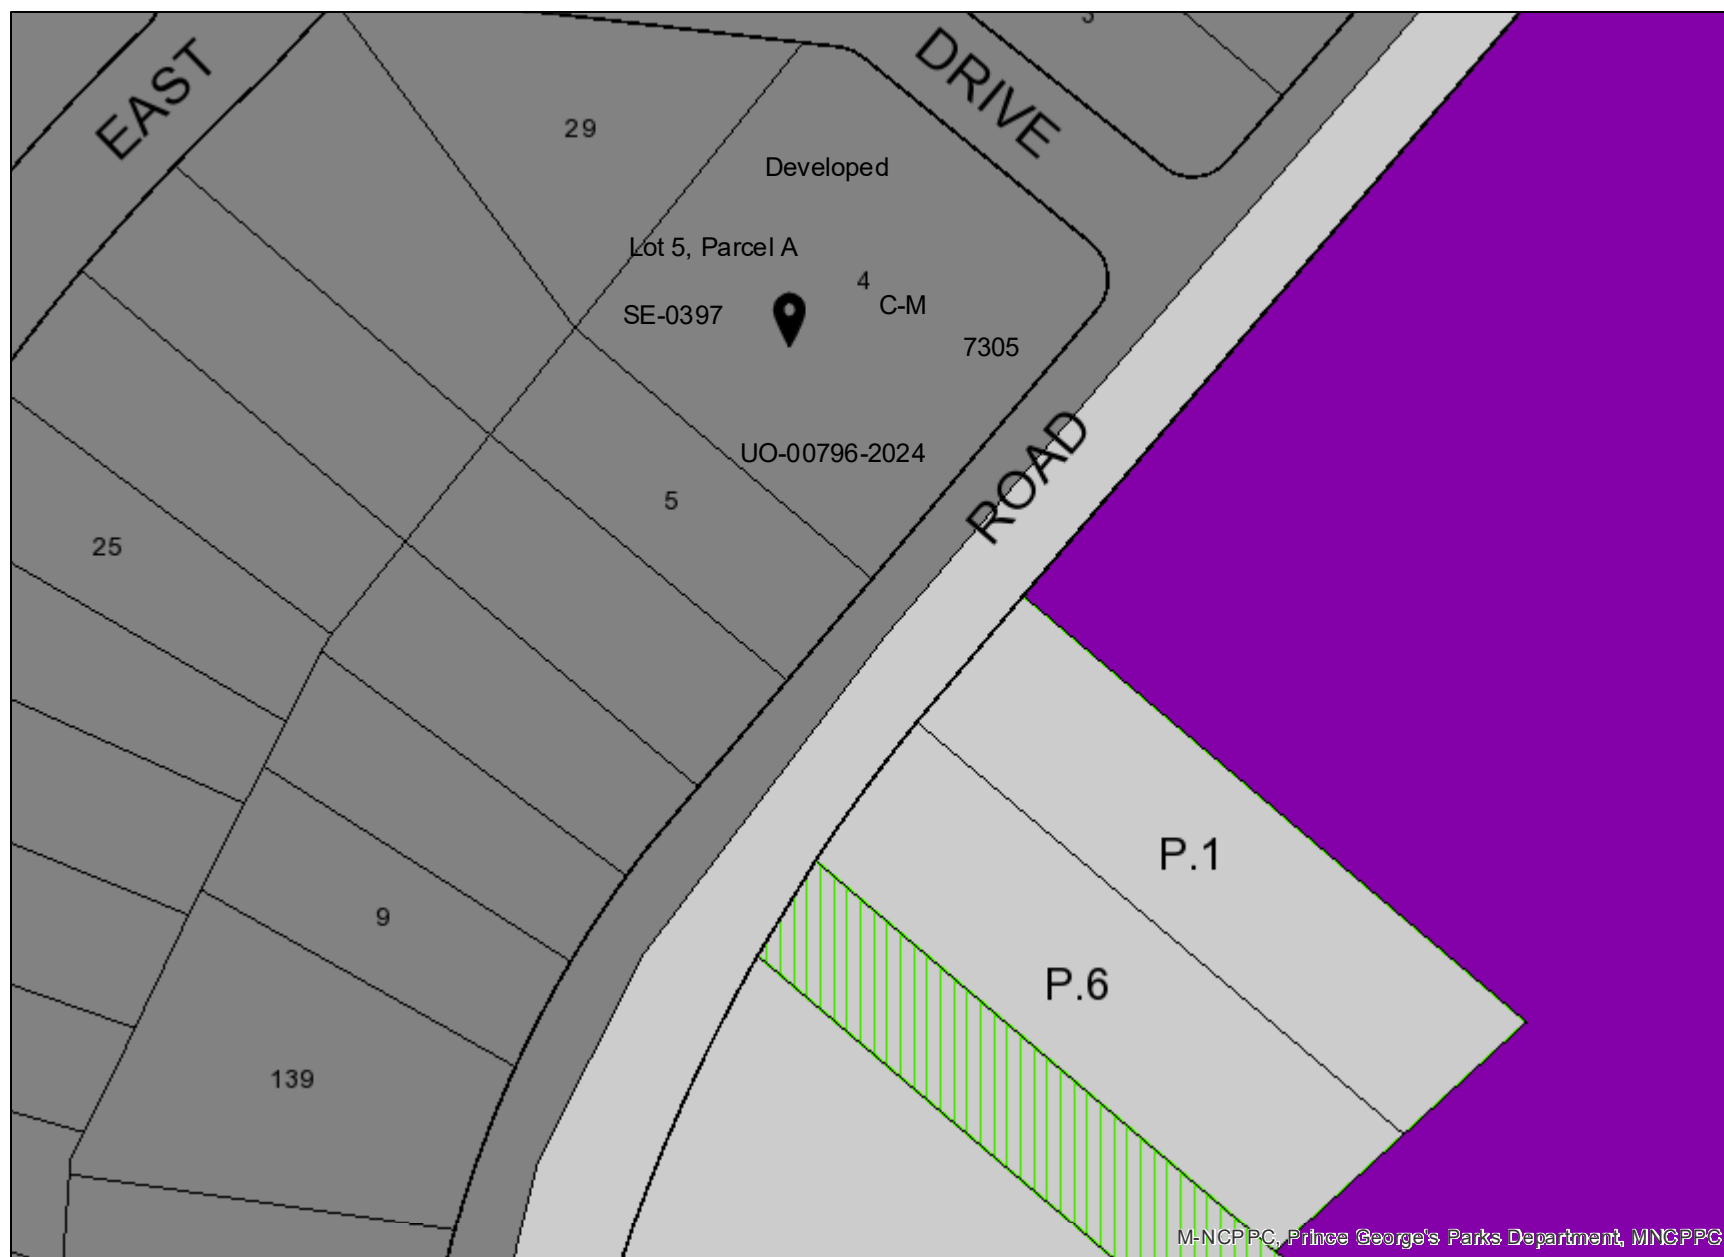 EAST
DRIVE
29
Developed
Lot 5, Parcel A
4
SE-0397
C-M
7305
ROAD
UO-00796-2024
5
25
P.1
9
P.6
139
M-NCPPC, Prince George's Parks Department, MNCPPC